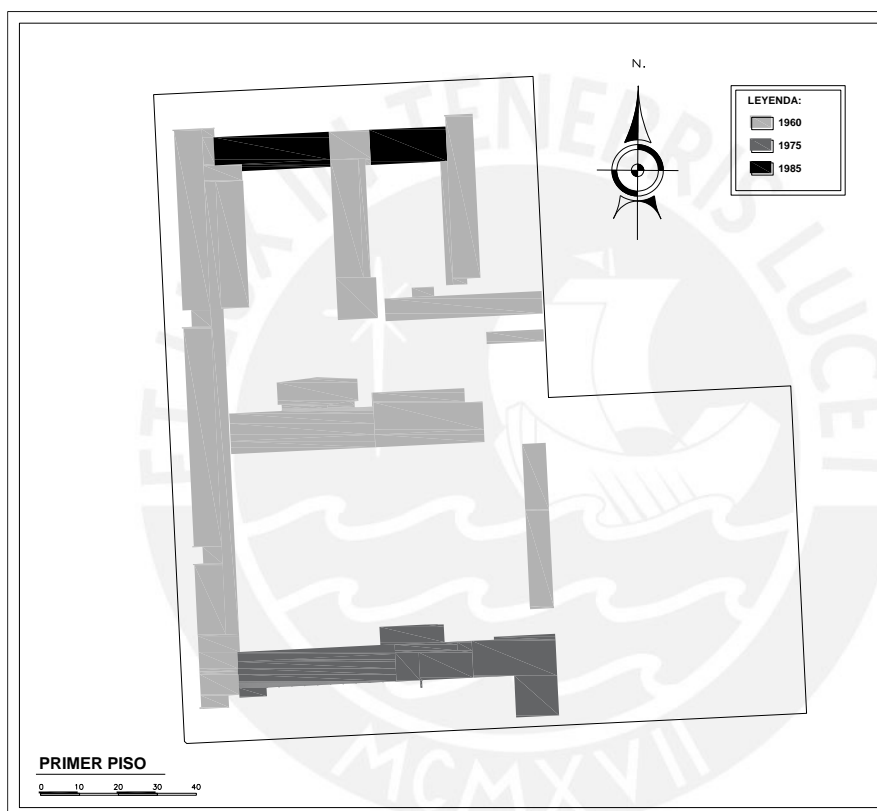 N.
LEYENDA:
1960
1975
1985
ET LUX IN TENEBRIS LUCET
MCMXVII
PRIMER PISO
0 10 20 30 40